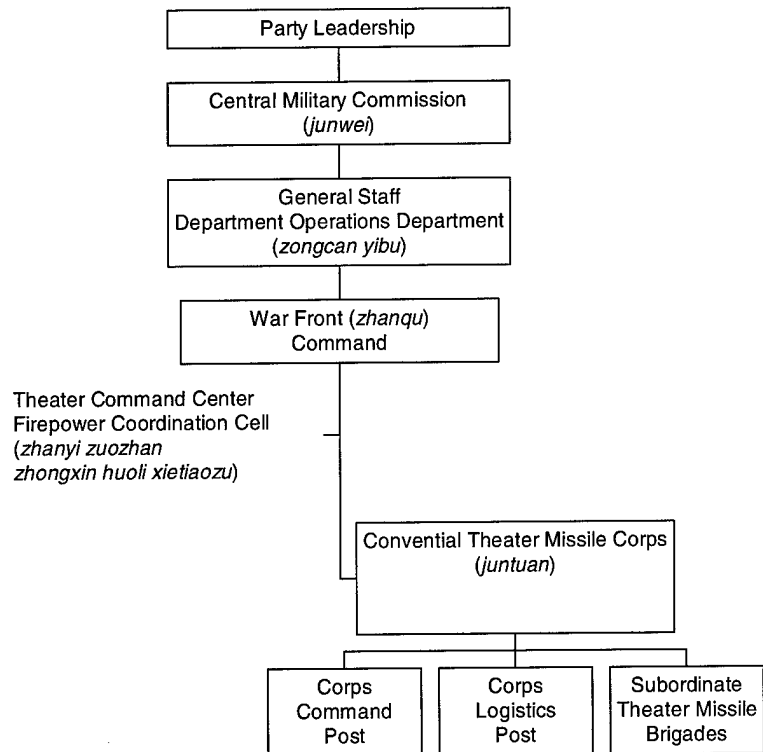 Party Leadership
Central Military Commission
(junwei)
General Staff
Department Operations Department
(zongcan yibu)
War Front (zhanqu)
Command
Theater Command Center
Firepower Coordination Cell
(zhanyi zuozhan
zhongxin huoli xietiaozu)
Convential Theater Missile Corps
(juntuan)
Corps
Command
Post
Corps
Logistics
Post
Subordinate
Theater Missile
Brigades